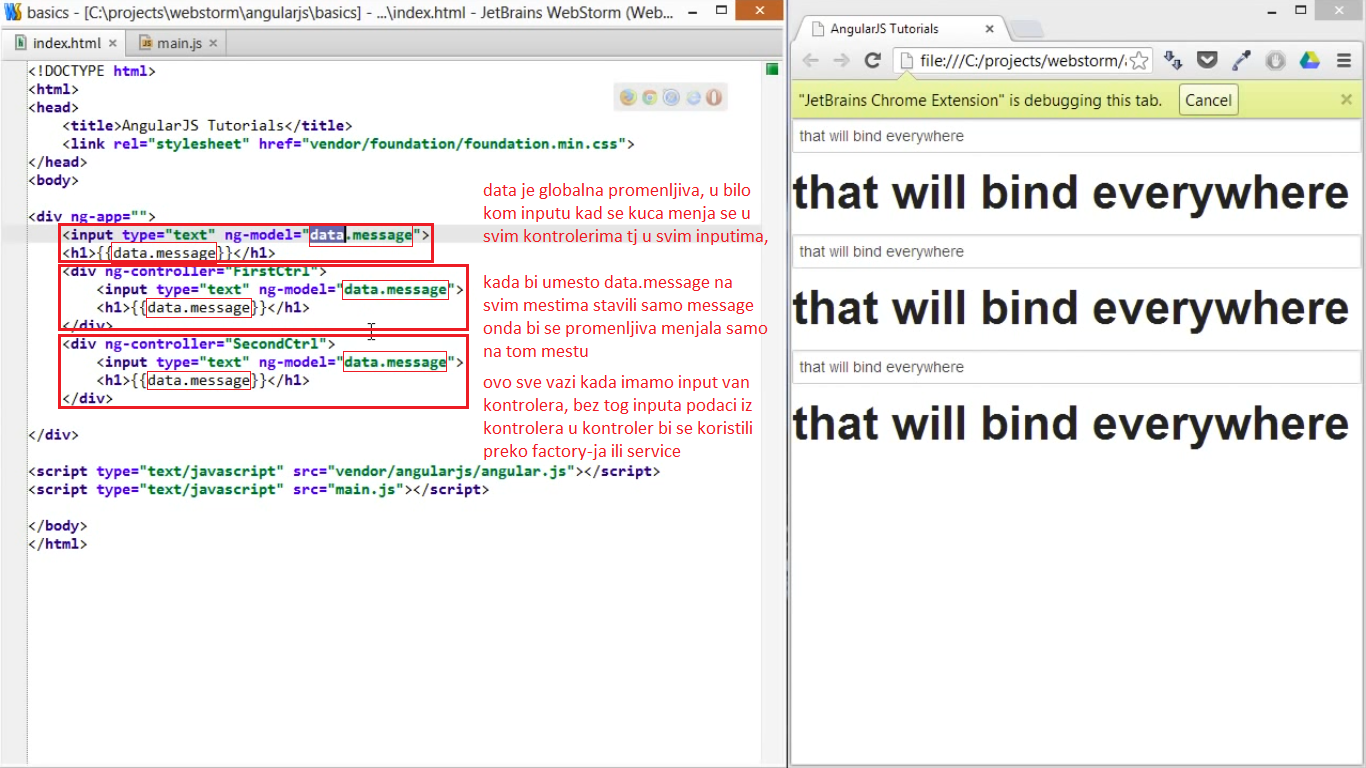 basics - [C:\projects\webstorm\angularjs\basics] - ...\index.html - JetBrains WebStorm (Web...
index.html
main.js
<!DOCTYPE html>
<html>
<head>
<title>AngularJS Tutorials</title>
<link rel="stylesheet" href="vendor/foundation/foundation.min.css">
</head>
<body>
<div ng-app="">
<input type="text" ng-model="data.message">
<h1>{{data.message}}</h1>
<div ng-controller="FirstCtrl">
<input type="text" ng-model="data.message">
<h1>{{data.message}}</h1>
</div>
<div ng-controller="SecondCtrl">
<input type="text" ng-model="data.message">
<h1>{{data.message}}</h1>
</div>
</div>
<script type="text/javascript" src="vendor/angularjs/angular.js"></script>
<script type="text/javascript" src="main.js"></script>
</body>
</html>
data je globalna promenljiva, u bilo
kom inputu kad se kuca menja se u
svim kontrolerima tj u svim inputima,
kada bi umesto data.message na
svim mestima stavili samo message
onda bi se promenljiva menjala samo
na tom mestu
ovo sve vazi kada imamo input van
kontrolera, bez tog inputa podaci iz
kontrolera u kontroler bi se koristili
preko factory-ja ili service
AngularJS Tutorials
file:///C:/projects/webstorm/
"JetBrains Chrome Extension" is debugging this tab.
Cancel
that will bind everywhere
that will bind everywhere
that will bind everywhere
that will bind everywhere
that will bind everywhere
that will bind everywhere